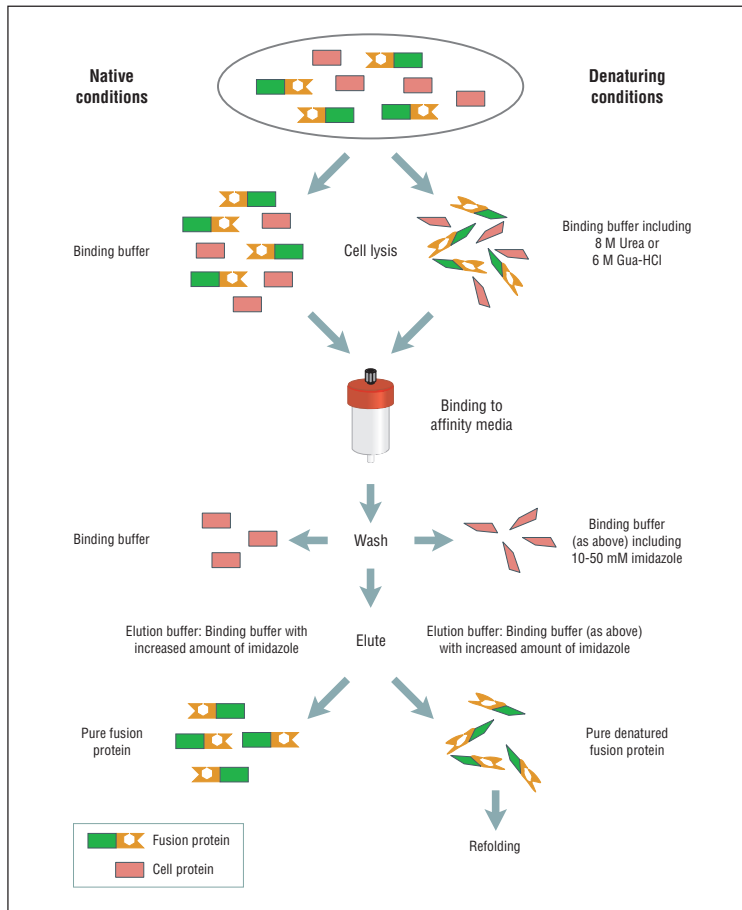 Native
conditions
Denaturing
conditions
Binding buffer
Cell lysis
Binding buffer including
8 M Urea or
6 M Gua-HCl
Binding to
affinity media
Binding buffer
Wash
Binding buffer
(as above) including
10-50 mM imidazole
Elution buffer: Binding buffer with
increased amount of imidazole
Elute
Elution buffer: Binding buffer (as above)
with increased amount of imidazole
Pure fusion
protein
Pure denatured
fusion protein
Refolding
Fusion protein
Cell protein